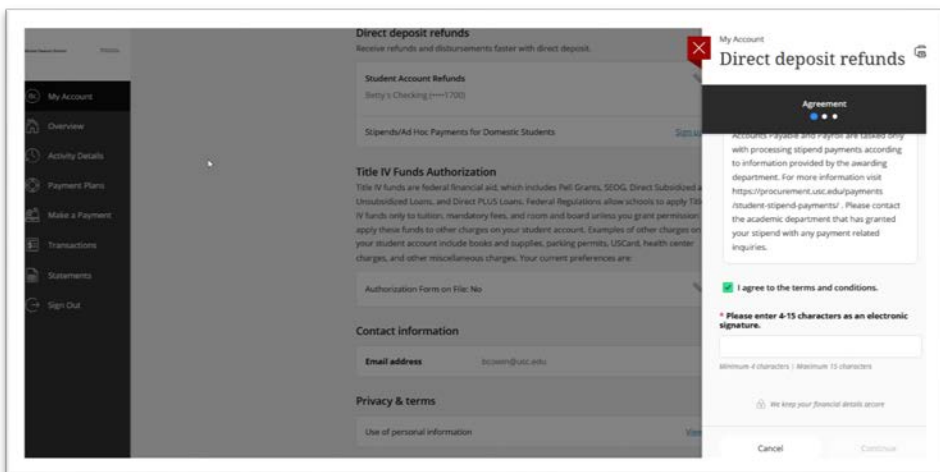 My Account
Overview
Activity Details
Payment Plans
Make a Payment
Transactions
Statements
Sign Out
Direct deposit refunds
Receive refunds and disbursements faster with direct deposit.
Student Account Refunds
Betty's Checking (••••1700)
Stipends/Ad Hoc Payments for Domestic Students
Sign u
Title IV Funds Authorization
Title IV funds are federal financial aid, which includes Pell Grants, SEOG, Direct Subsidized a
Unsubsidized Loans, and Direct PLUS Loans. Federal Regulations allow schools to apply Titl
IV funds only to tuition, mandatory fees, and room and board unless you grant permission
apply these funds to other charges on your student account. Examples of other charges on
your student account include books and supplies, parking permits, USCard, health center
charges, and other miscellaneous charges. Your current preferences are:
Authorization Form on File: No
Contact information
Email address
bcowen@usc.edu
Privacy & terms
Use of personal information
View
My Account
Direct deposit refunds
Agreement
Accounts Payable and Payroll are tasked only
with processing stipend payments according
to information provided by the awarding
department. For more information visit
https://procurement.usc.edu/payments
/student-stipend-payments/ . Please contact
the academic department that has granted
your stipend with any payment related
inquiries.
I agree to the terms and conditions.
* Please enter 4-15 characters as an electronic
signature.
Minimum 4 characters | Maximum 15 characters
We keep your financial details secure
Cancel
Continue